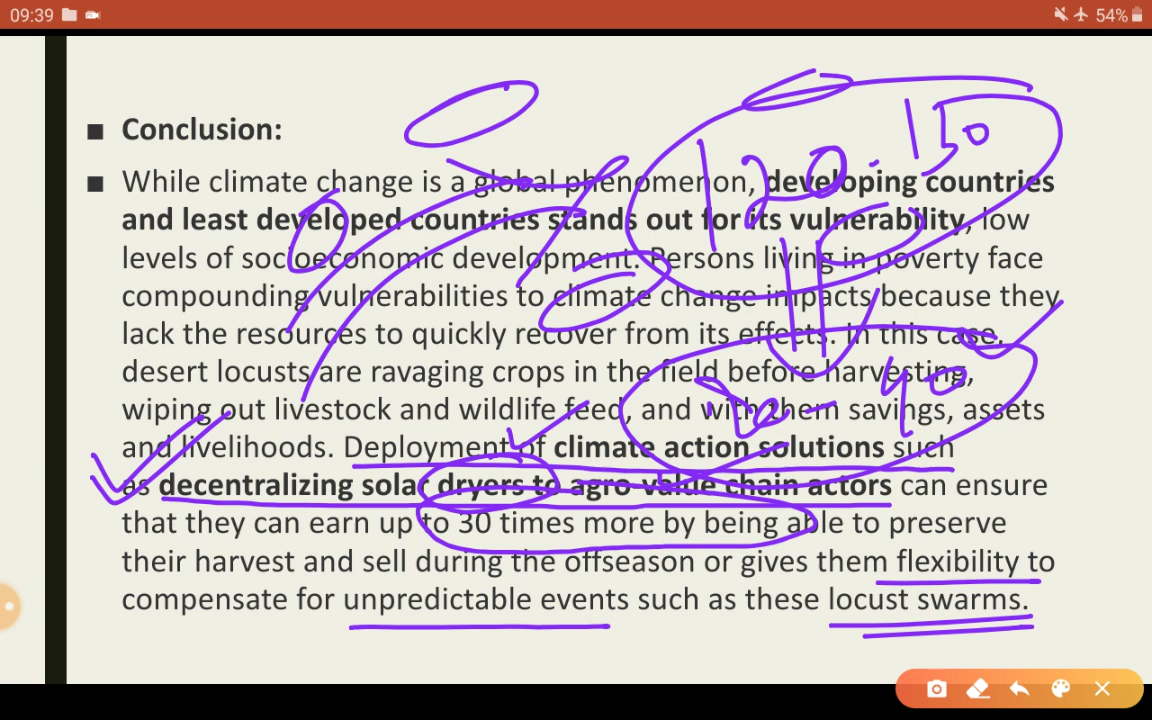 09:39
54%
■ Conclusion:
■ While climate change is a global phenomenon, developing countries
and least developed countries stands out for its vulnerability, low
levels of socioeconomic development. Persons living in poverty face
compounding vulnerabilities to climate change impacts because they
lack the resources to quickly recover from its effects. In this case,
desert locusts are ravaging crops in the field before harvesting,
wiping out livestock and wildlife feed, and with them savings, assets
and livelihoods. Deployment of climate action solutions such
as decentralizing solar dryers to agro-value chain actors can ensure
that they can earn up to 30 times more by being able to preserve
their harvest and sell during the offseason or gives them flexibility to
compensate for unpredictable events such as these locust swarms.
120 150
40